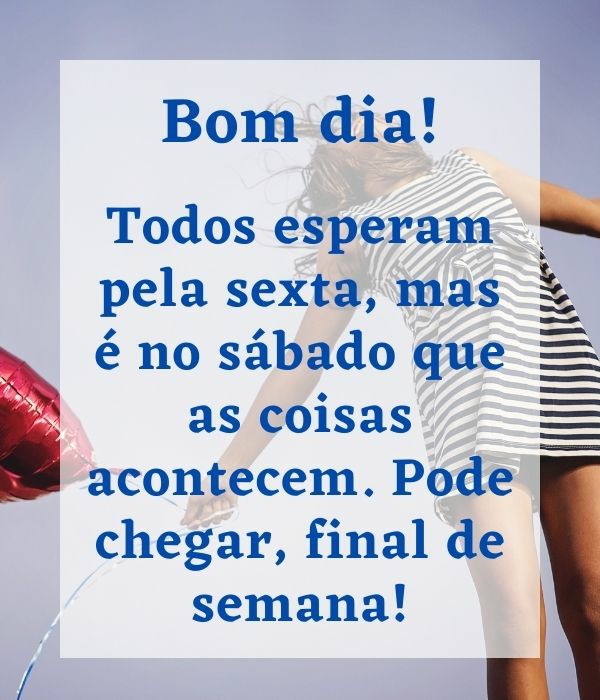 Bom dia!
Todos esperam
pela sexta, mas
é no sábado que
as coisas
acontecem. Pode
chegar, final de
semana!